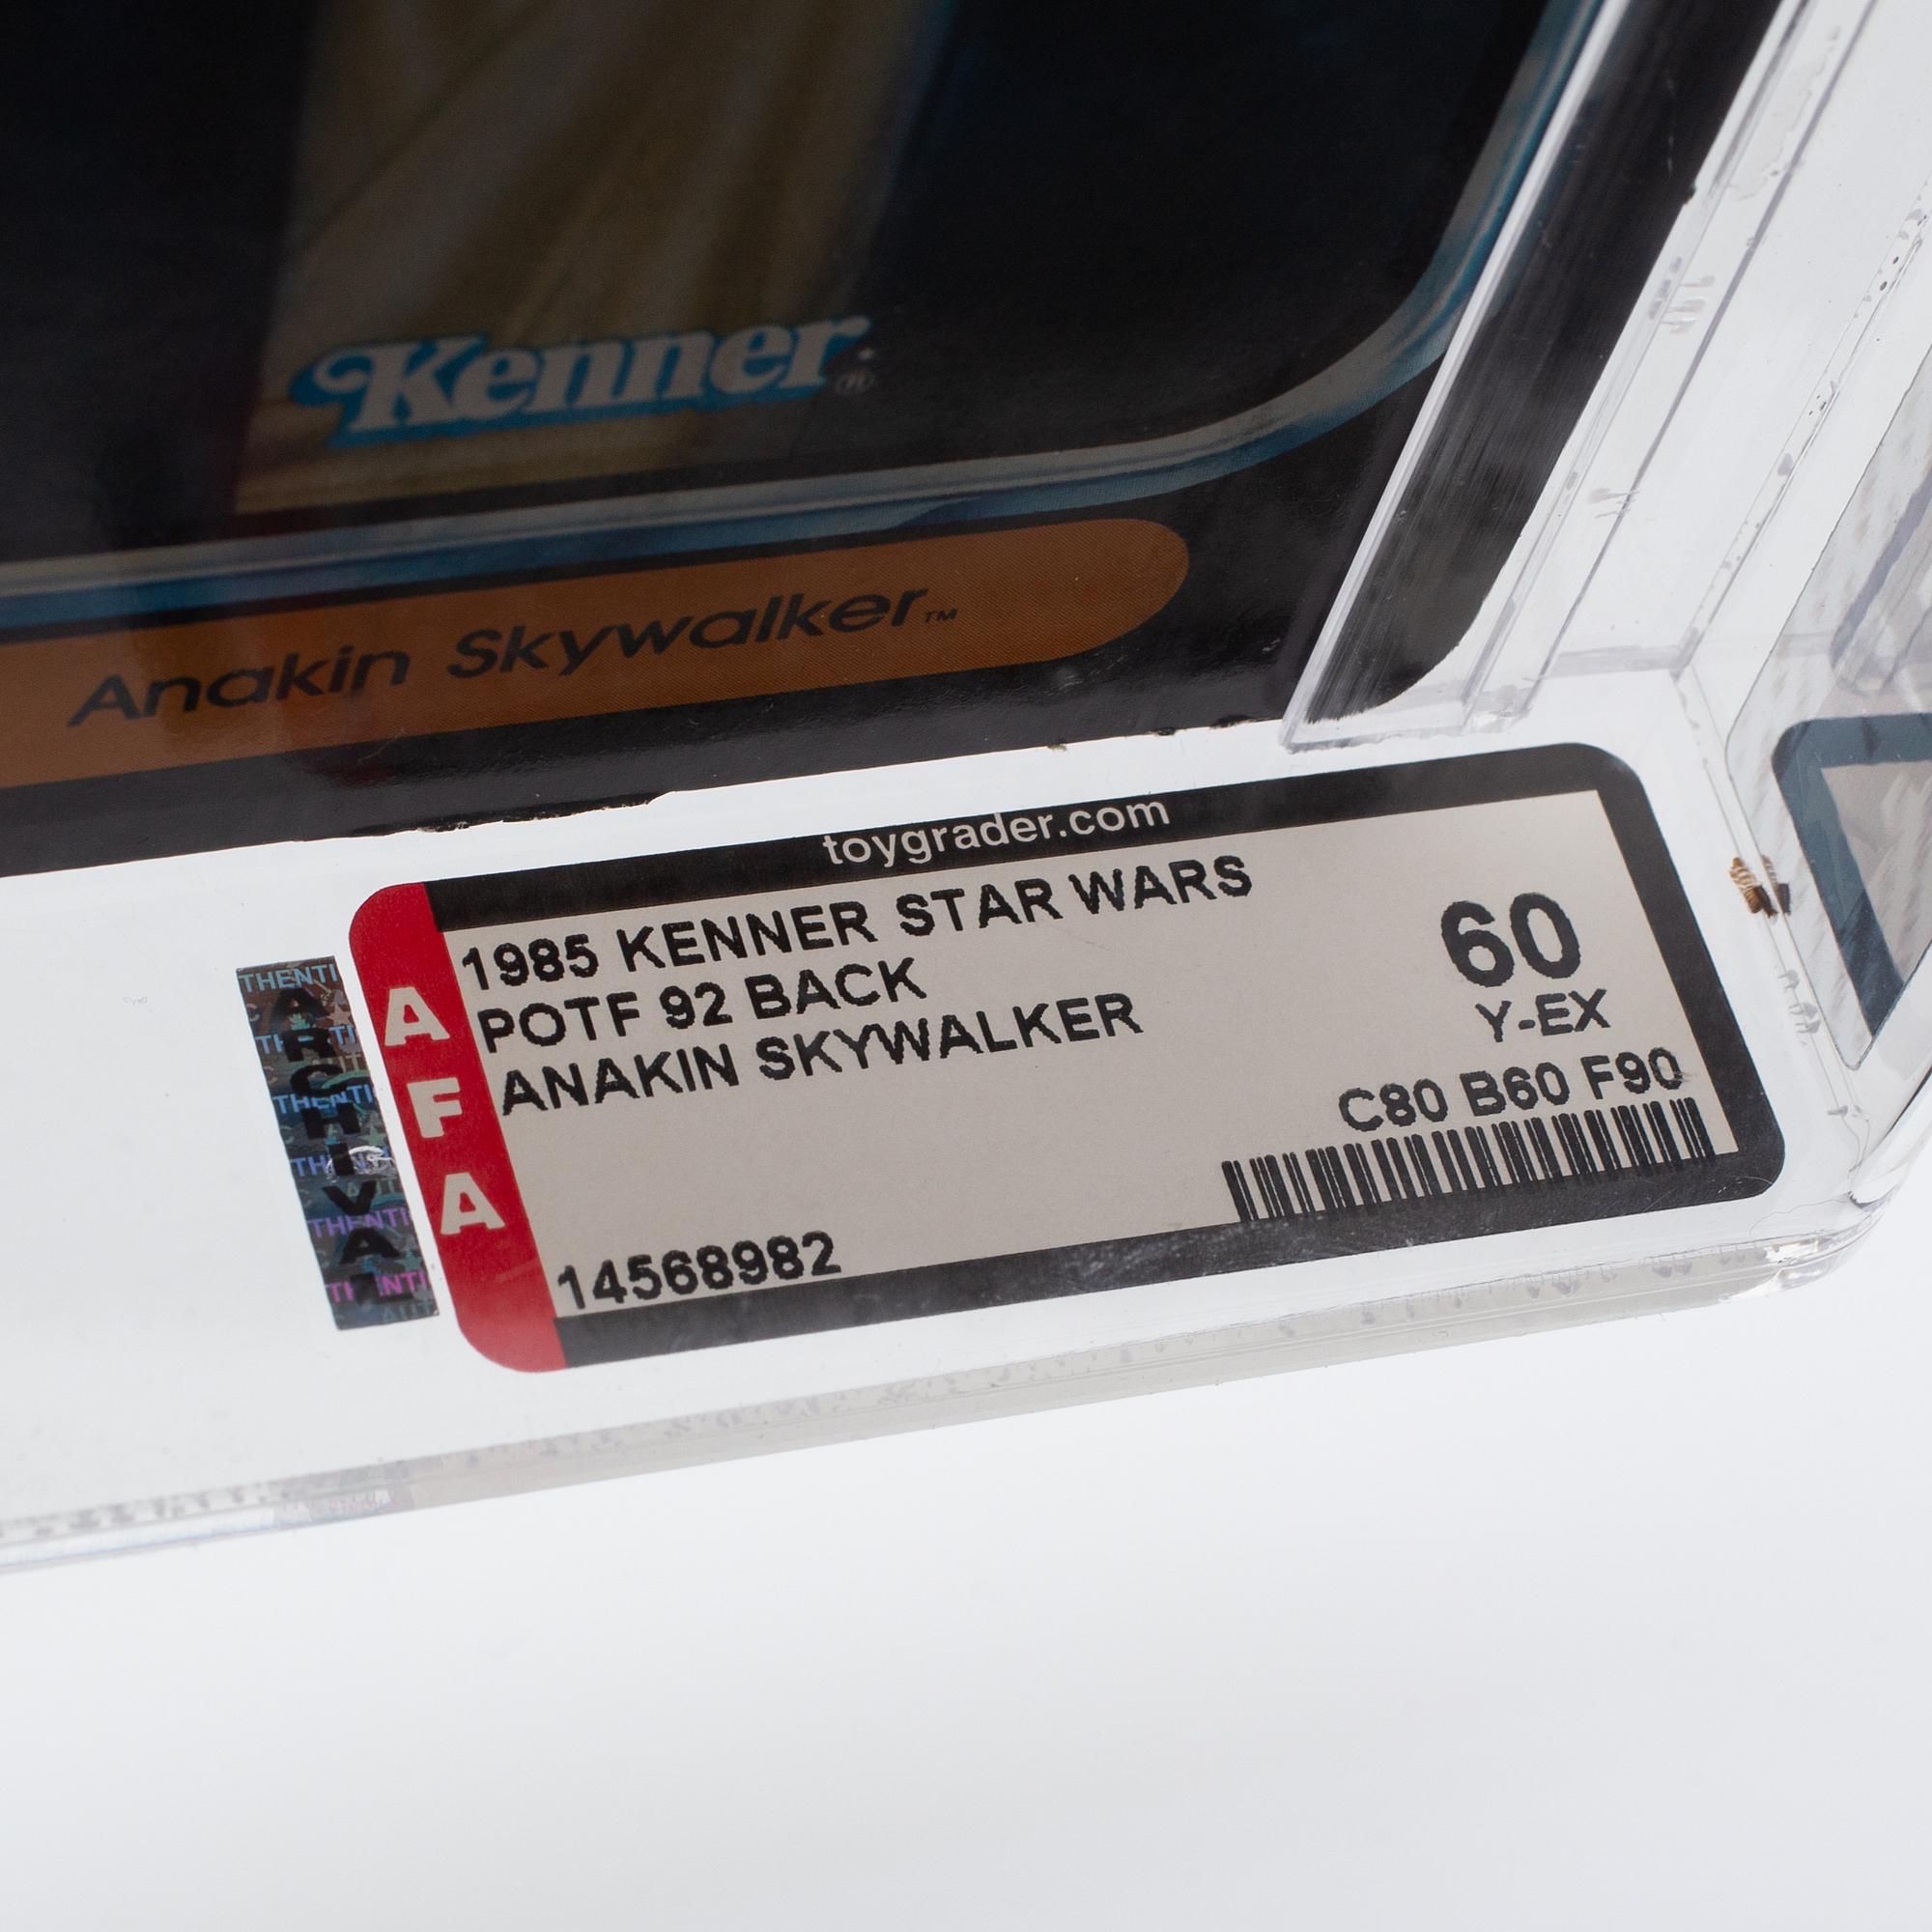 Kenner®
Anakin Skywalker™
toygrader.com
1985 KENNER STAR WARS
POTF 92 BACK
ANAKIN SKYWALKER
60
Y-EX
C80 B60 F90
14568982
AFA
ARCHIVAL